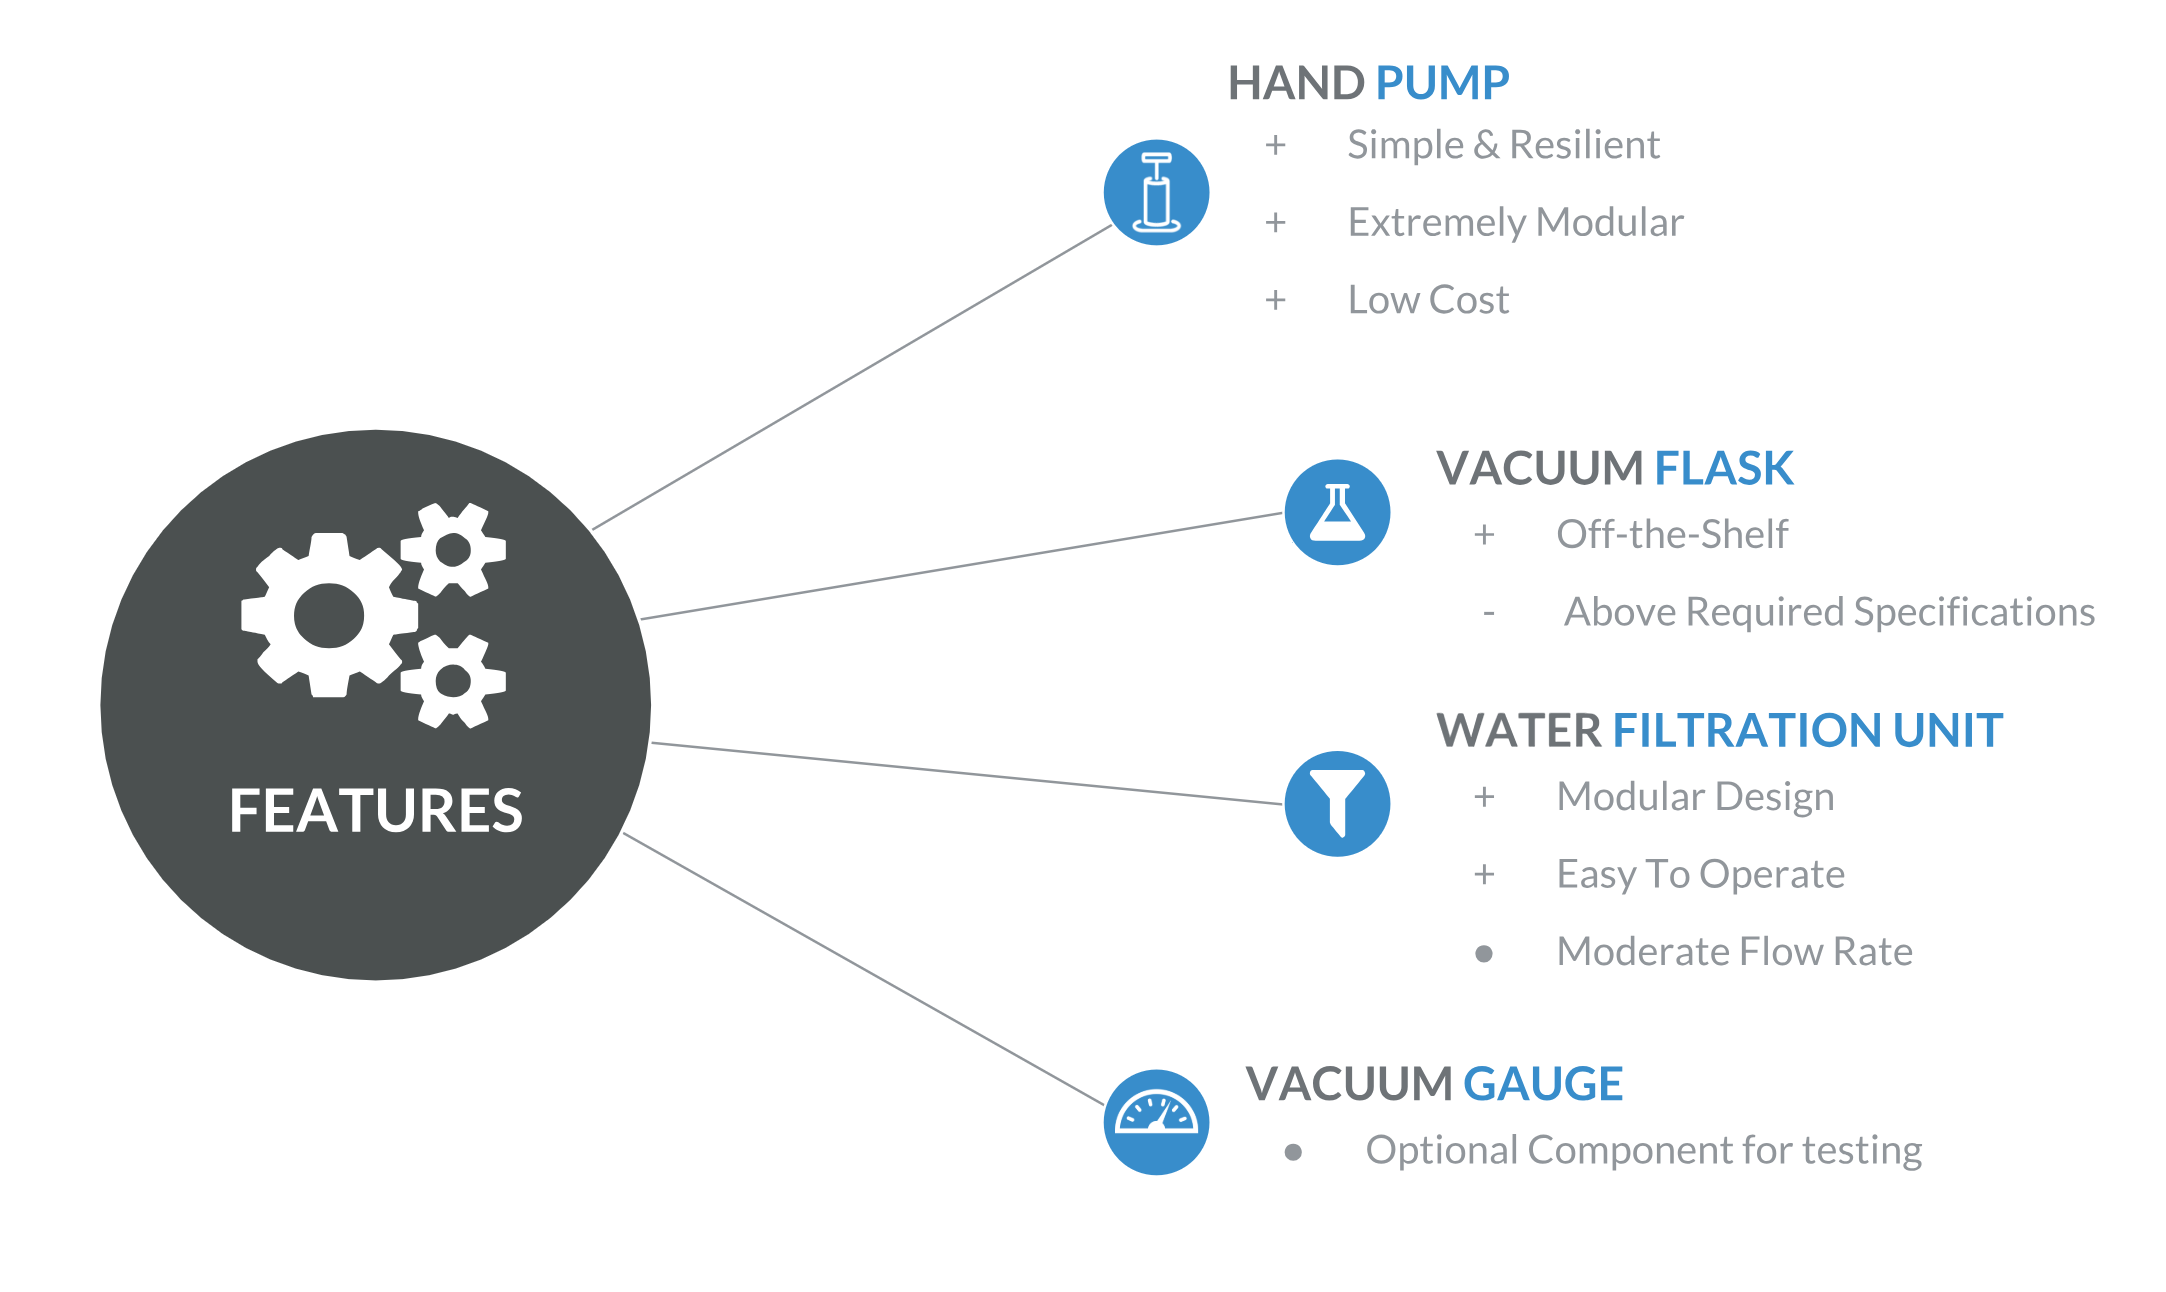 HAND PUMP
+ Simple & Resilient
+ Extremely Modular
+ Low Cost
VACUUM FLASK
+ Off-the-Shelf
- Above Required Specifications
FEATURES
WATER FILTRATION UNIT
+ Modular Design
+ Easy To Operate
● Moderate Flow Rate
VACUUM GAUGE
● Optional Component for testing